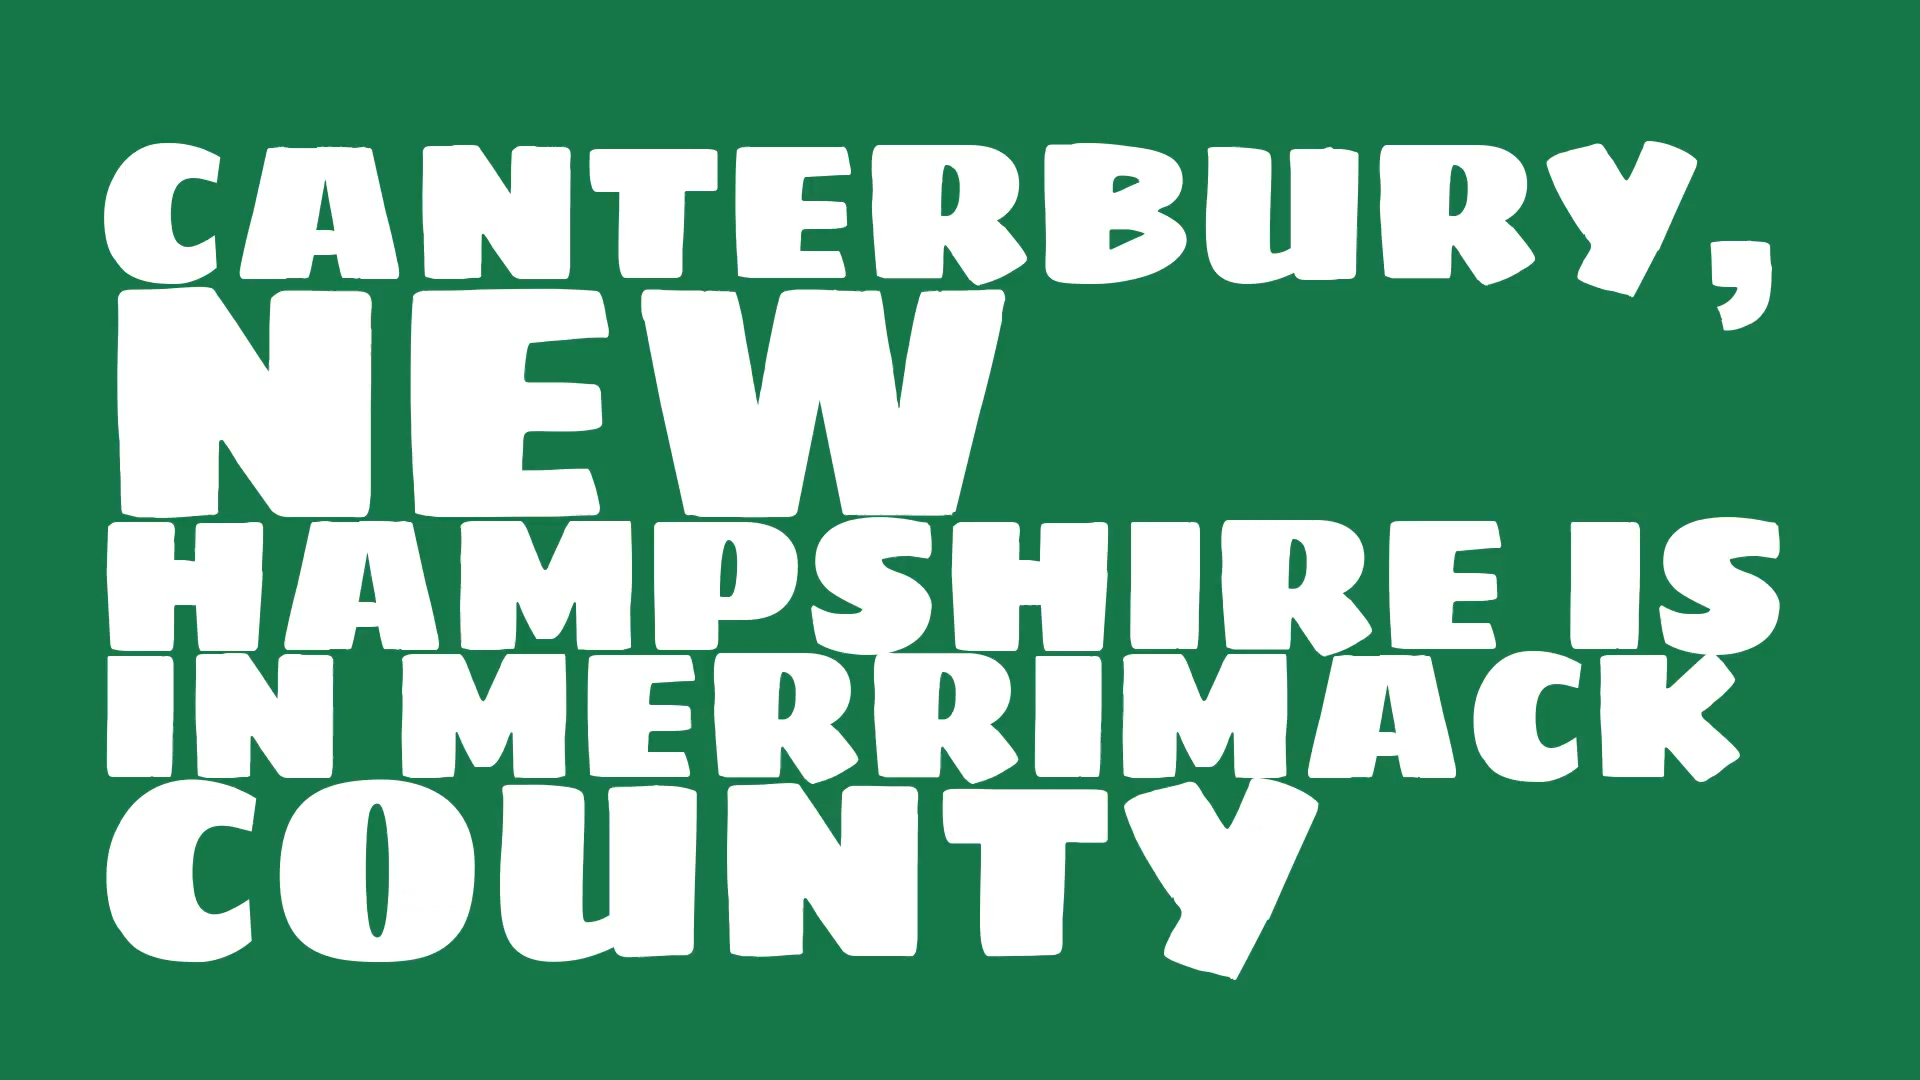 CANTERBURY,
NEW
HAMPSHIRE IS
IN MERRIMACK
COUNTY